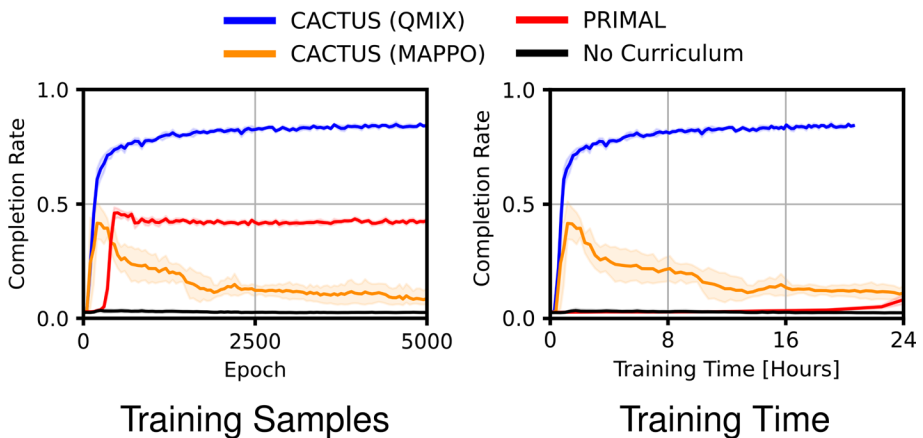 CACTUS (QMIX)
PRIMAL
CACTUS (MAPPO)
No Curriculum
1.0
0.5
0.0
Completion Rate
0
2500
5000
Epoch
Training Samples
1.0
0.5
0.0
Completion Rate
0
8
16
24
Training Time [Hours]
Training Time